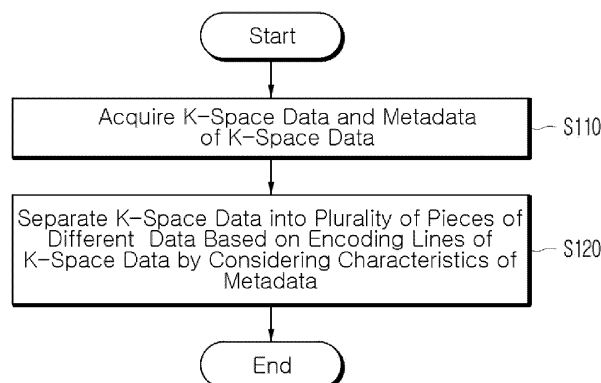 Start
Acquire K-Space Data and Metadata
of K-Space Data
S110
Separate K-Space Data into Plurality of Pieces of
Different Data Based on Encoding Lines of
K-Space Data by Considering Characteristics of
Metadata
S120
End